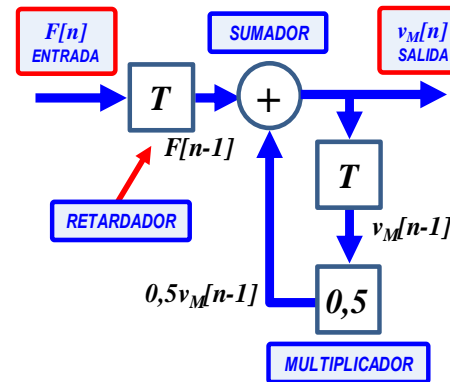 F[n]
ENTRADA
SUMADOR
v_M[n]
SALIDA
T
+
F[n-1]
T
RETARDADOR
v_M[n-1]
0,5v_M[n-1]
0,5
MULTIPLICADOR